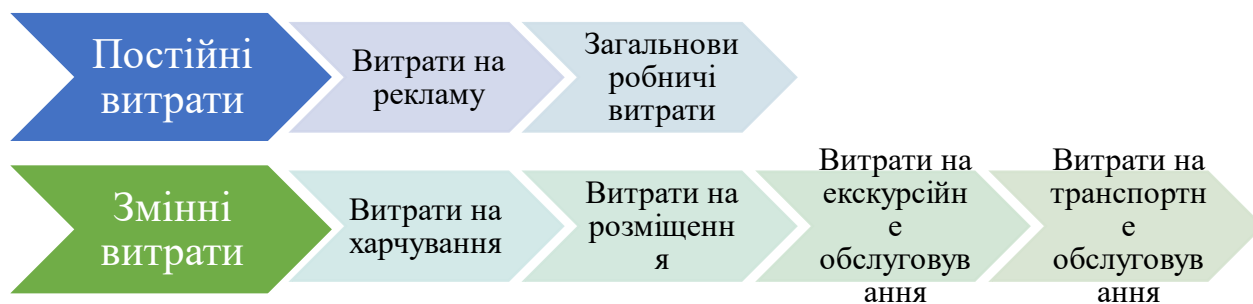 Постійні
витрати
Витрати на
рекламу
Загальнови
робничі
витрати
Змінні
витрати
Витрати на
харчування
Витрати на
розміщенн
я
Витрати на
екскурсійн
е
обслуговув
ання
Витрати на
транспортн
е
обслуговув
ання